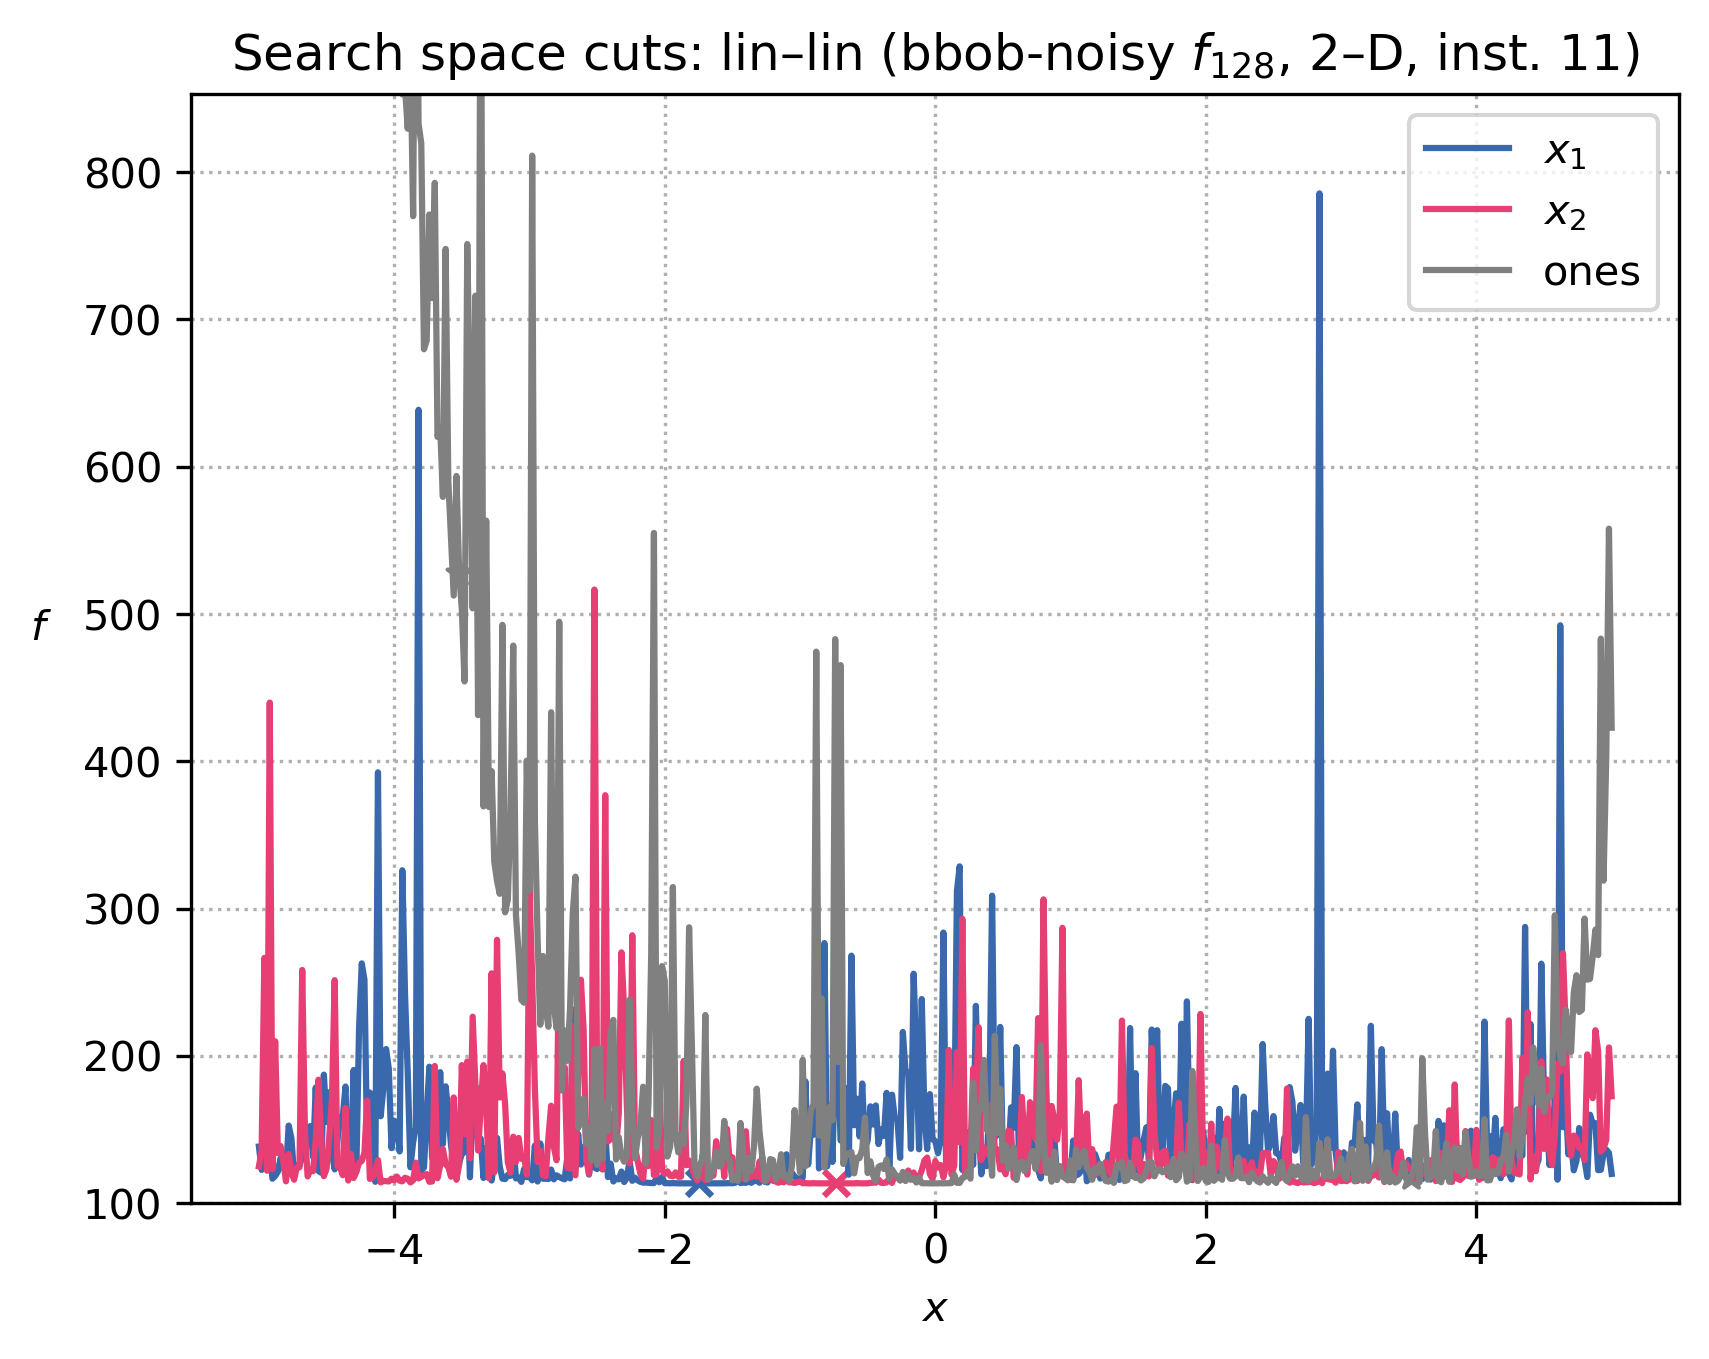 Search space cuts: lin–lin (bbob-noisy f128, 2–D, inst. 11)
x1
x2
ones
800
700
600
500
400
300
200
100
f
−4
−2
0
2
4
x